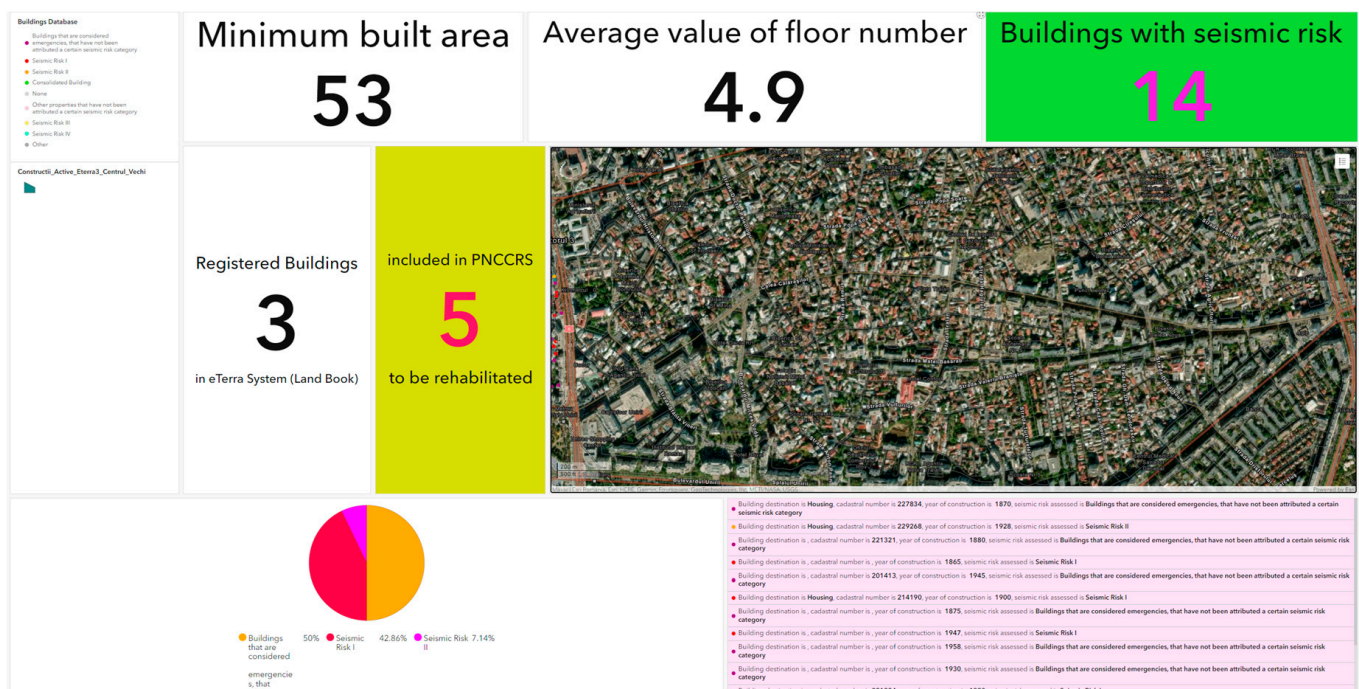 Buildings Database
Buildings that are considered
emergencies, that have not been
attributed a certain seismic risk category
Seismic Risk I
Seismic Risk II
Consolidated Building
None
Other properties that have not been
attributed a certain seismic risk category
Seismic Risk III
Seismic Risk IV
Other
Constructii_Active_Eterra3_Centrul_Vechi
Minimum built area
53
Average value of floor number
4.9
Buildings with seismic risk
14
Registered Buildings
3
in eTerra System (Land Book)
included in PNCCRS
5
to be rehabilitated
Strada Matei Basarab
Powered by Esri
Buildings that are considered emergencies, that 50%
Seismic Risk I 42.86%
Seismic Risk II 7.14%
Building destination is Housing, cadastral number is 227834, year of construction is 1870, seismic risk assessed is Buildings that are considered emergencies, that have not been attributed a certain
seismic risk category
Building destination is Housing, cadastral number is 229268, year of construction is 1928, seismic risk assessed is Seismic Risk II
Building destination is , cadastral number is 221321, year of construction is 1880, seismic risk assessed is Buildings that are considered emergencies, that have not been attributed a certain seismic risk
category
Building destination is , cadastral number is , year of construction is 1865, seismic risk assessed is Seismic Risk I
Building destination is , cadastral number is 201413, year of construction is 1945, seismic risk assessed is Buildings that are considered emergencies, that have not been attributed a certain seismic risk
category
Building destination is Housing, cadastral number is 214190, year of construction is 1900, seismic risk assessed is Seismic Risk I
Building destination is , cadastral number is , year of construction is 1875, seismic risk assessed is Buildings that are considered emergencies, that have not been attributed a certain seismic risk
category
Building destination is , cadastral number is , year of construction is 1947, seismic risk assessed is Seismic Risk I
Building destination is , cadastral number is , year of construction is 1958, seismic risk assessed is Buildings that are considered emergencies, that have not been attributed a certain seismic risk
category
Building destination is , cadastral number is , year of construction is 1930, seismic risk assessed is Buildings that are considered emergencies, that have not been attributed a certain seismic risk
category